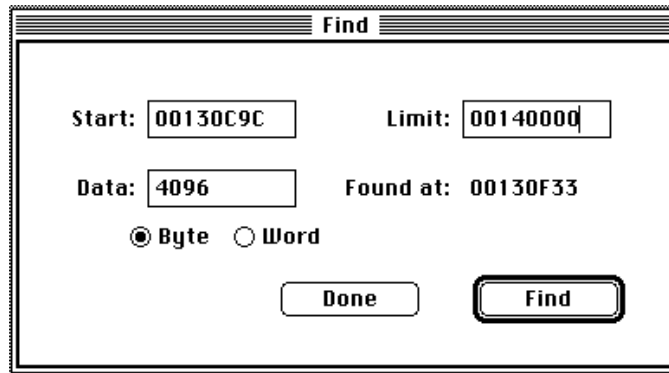 Find
Start: 00130C9C Limit: 00140000
Data: 4096 Found at: 00130F33
Byte Word
Done Find